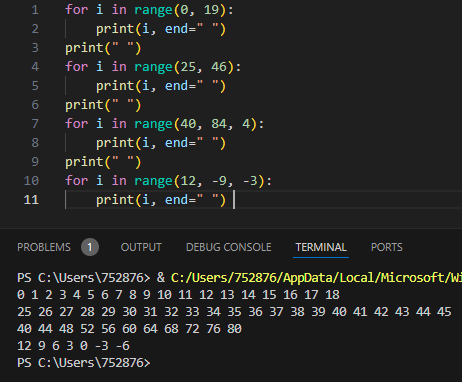 1 for i in range(0, 19):
2     print(i, end=" ")
3 print(" ")
4 for i in range(25, 46):
5     print(i, end=" ")
6 print(" ")
7 for i in range(40, 84, 4):
8     print(i, end=" ")
9 print(" ")
10 for i in range(12, -9, -3):
11     print(i, end=" ")
PROBLEMS 1 OUTPUT DEBUG CONSOLE TERMINAL PORTS
PS C:\Users\752876> & C:/Users/752876/AppData/Local/Microsoft/Wi
0 1 2 3 4 5 6 7 8 9 10 11 12 13 14 15 16 17 18
25 26 27 28 29 30 31 32 33 34 35 36 37 38 39 40 41 42 43 44 45
40 44 48 52 56 60 64 68 72 76 80
12 9 6 3 0 -3 -6
PS C:\Users\752876>